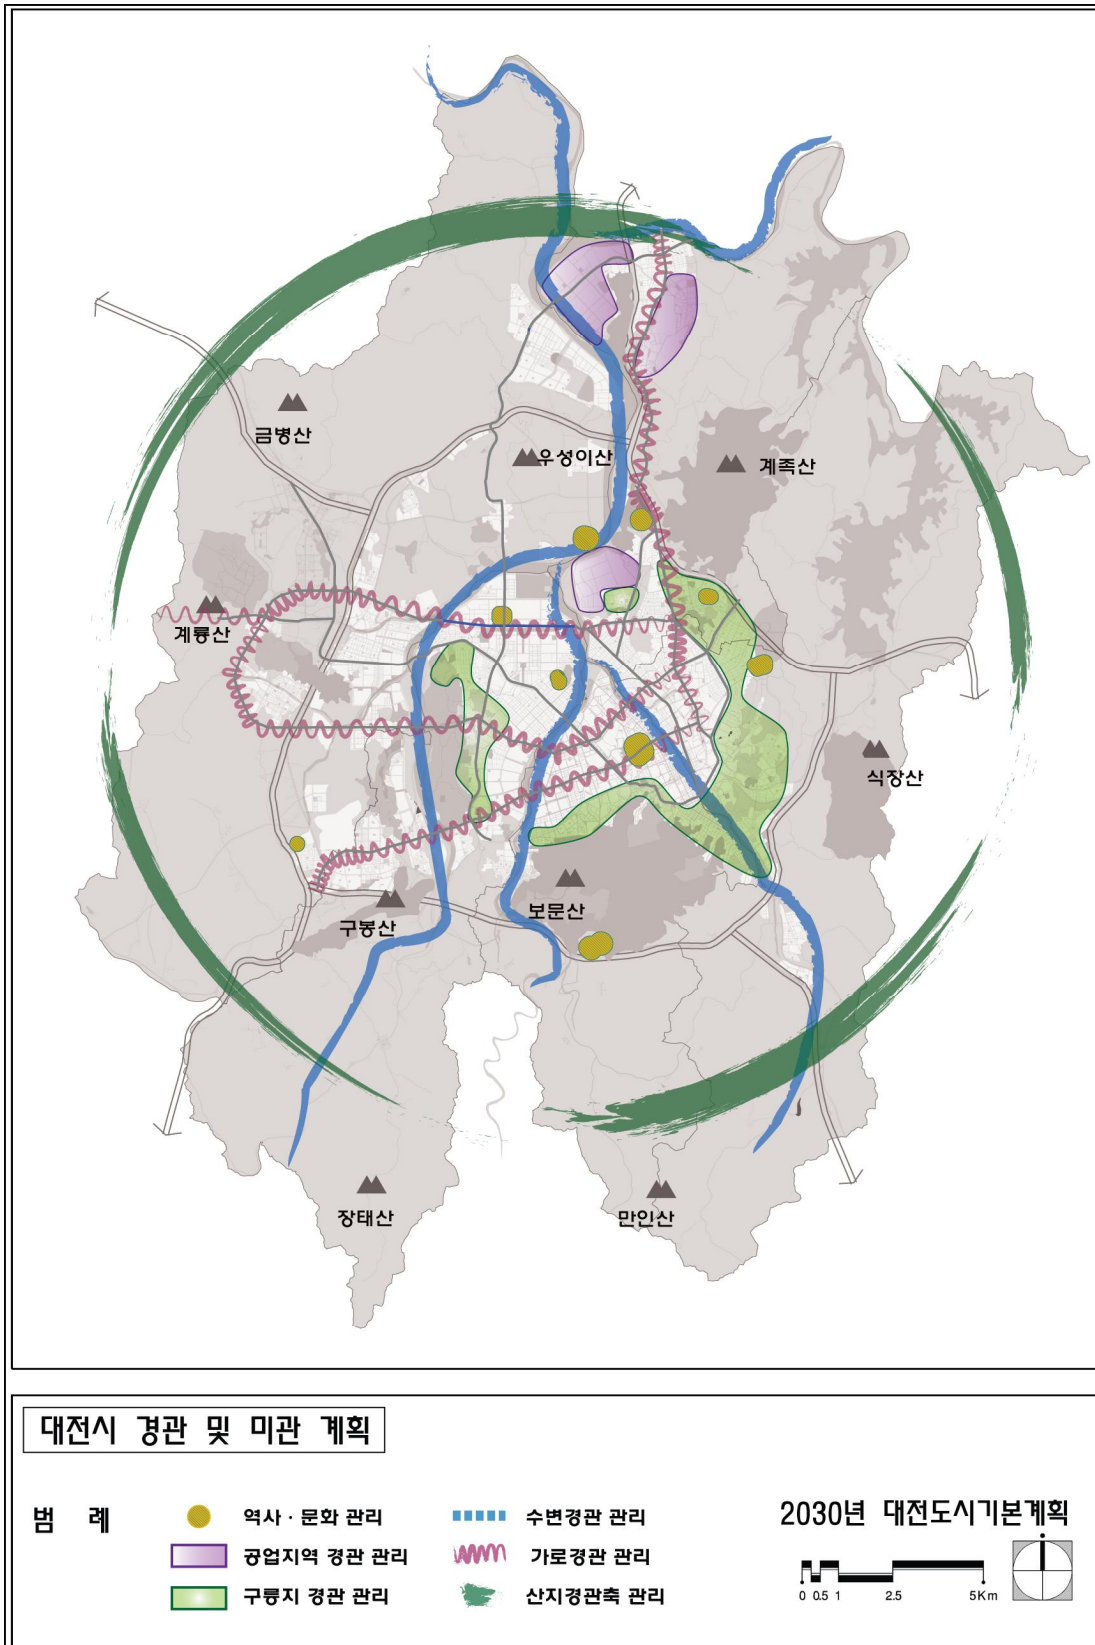 금병산
우성이산
계족산
계룡산
식장산
보문산
구봉산
장태산
만인산
대전시 경관 및 미관 계획
범 례
역사 · 문화 관리
수변경관 관리
공업지역 경관 관리
가로경관 관리
구릉지 경관 관리
산지경관축 관리
2030년 대전도시기본계획
0 0.5 1 2.5 5Km